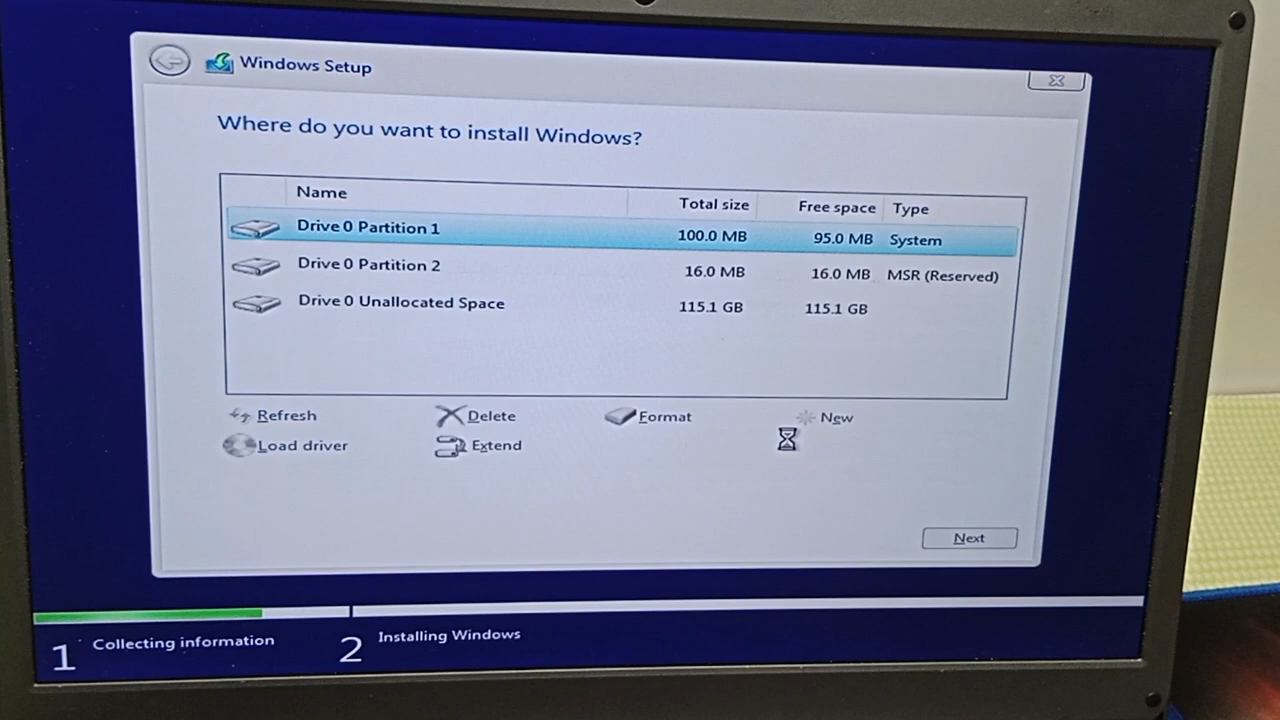 Windows Setup
Where do you want to install Windows?
Name Total size Free space Type
Drive 0 Partition 1 100.0 MB 95.0 MB System
Drive 0 Partition 2 16.0 MB 16.0 MB MSR (Reserved)
Drive 0 Unallocated Space 115.1 GB 115.1 GB
Refresh Delete Format New
Load driver Extend
Next
1 Collecting information 2 Installing Windows